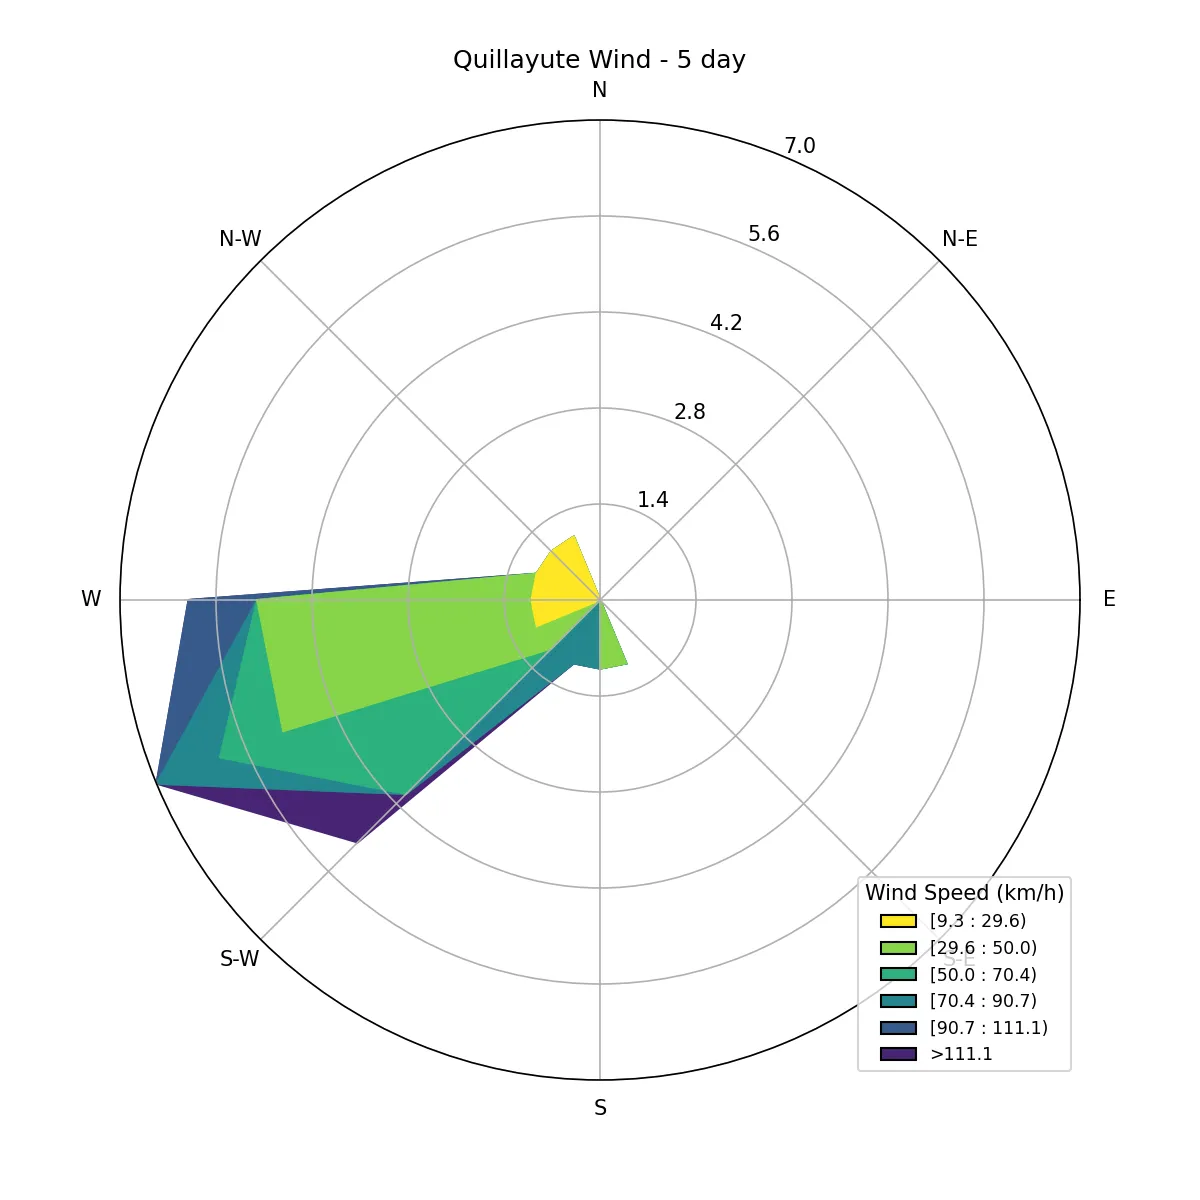 Quillayute Wind - 5 day
N
7.0
N-W
5.6
N-E
4.2
2.8
1.4
W
E
S-W
S-E
S
Wind Speed (km/h)
[9.3 : 29.6)
[29.6 : 50.0)
[50.0 : 70.4)
[70.4 : 90.7)
[90.7 : 111.1)
>111.1